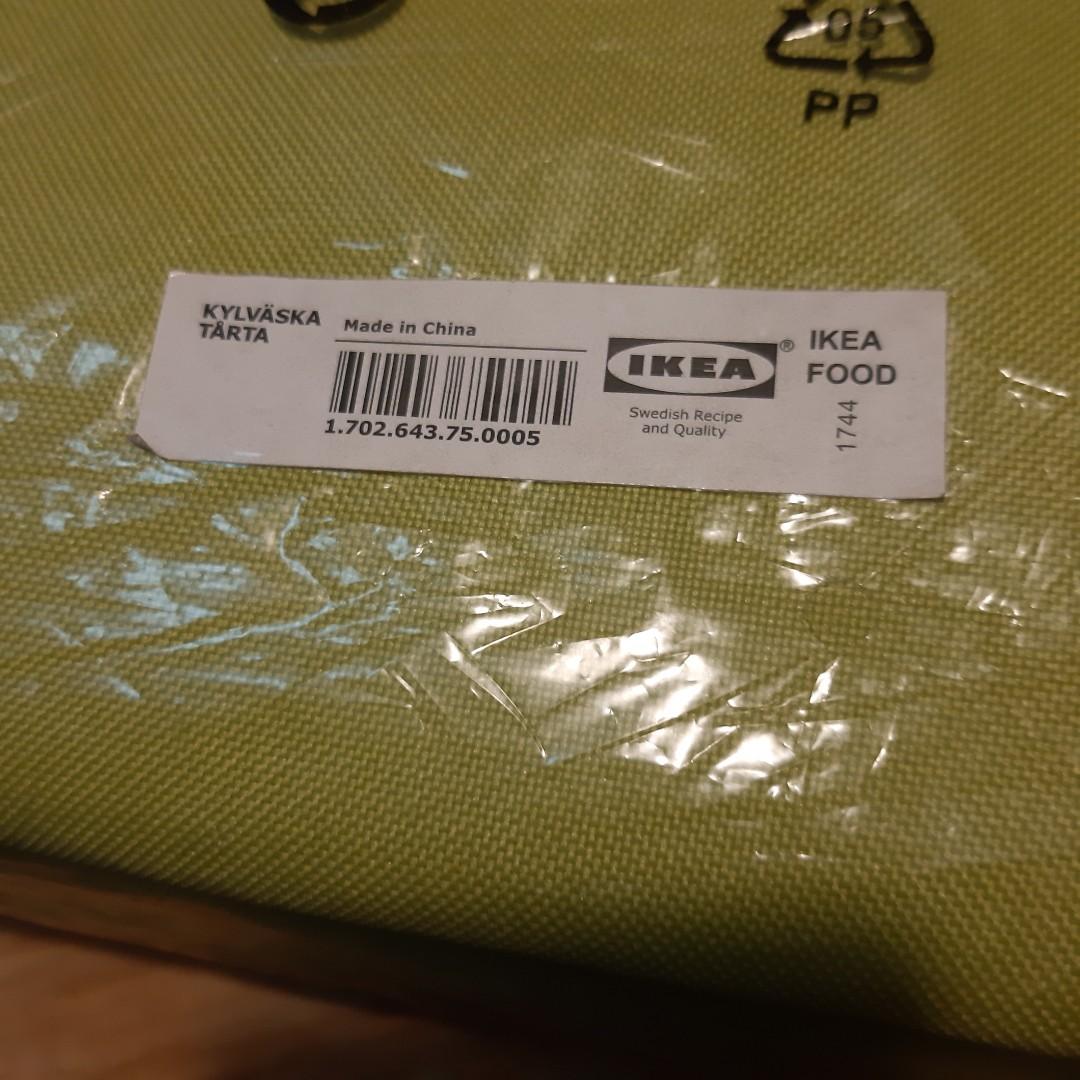 05
PP
KYLVÄSKA
TÅRTA
Made in China
1.702.643.75.0005
IKEA®
Swedish Recipe
and Quality
IKEA
FOOD
1744